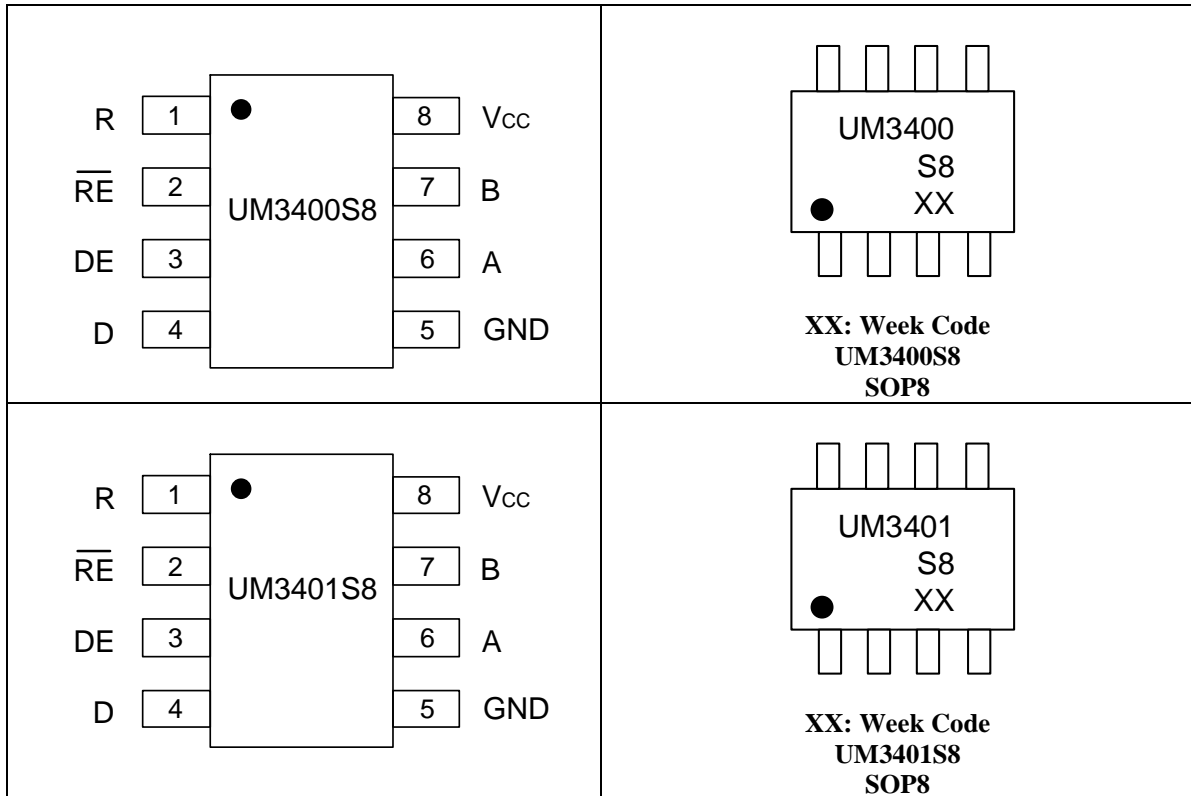 R 1 8 VCC
R̅E̅ 2 7 B
UM3400S8
DE 3 6 A
D 4 5 GND
UM3400
S8
XX
XX: Week Code
UM3400S8
SOP8
R 1 8 VCC
R̅E̅ 2 7 B
UM3401S8
DE 3 6 A
D 4 5 GND
UM3401
S8
XX
XX: Week Code
UM3401S8
SOP8